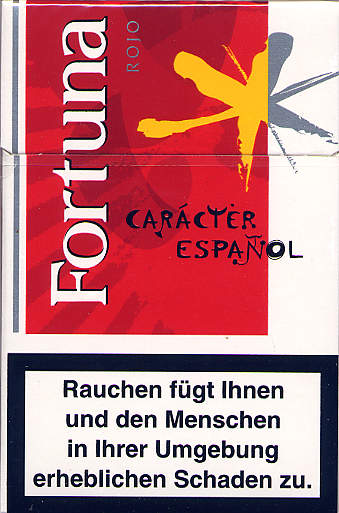 Fortuna
ROJO
CARÁCTER
ESPAÑOL
Rauchen fügt Ihnen
und den Menschen
in Ihrer Umgebung
erheblichen Schaden zu.